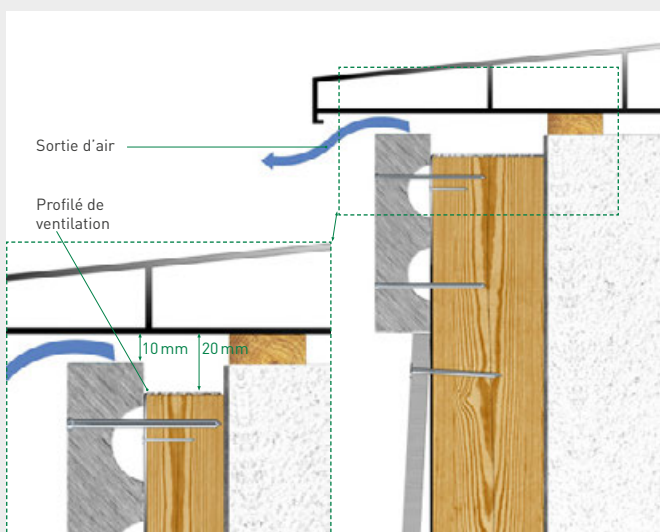 Sortie d'air
Profilé de
ventilation
10 mm
20 mm